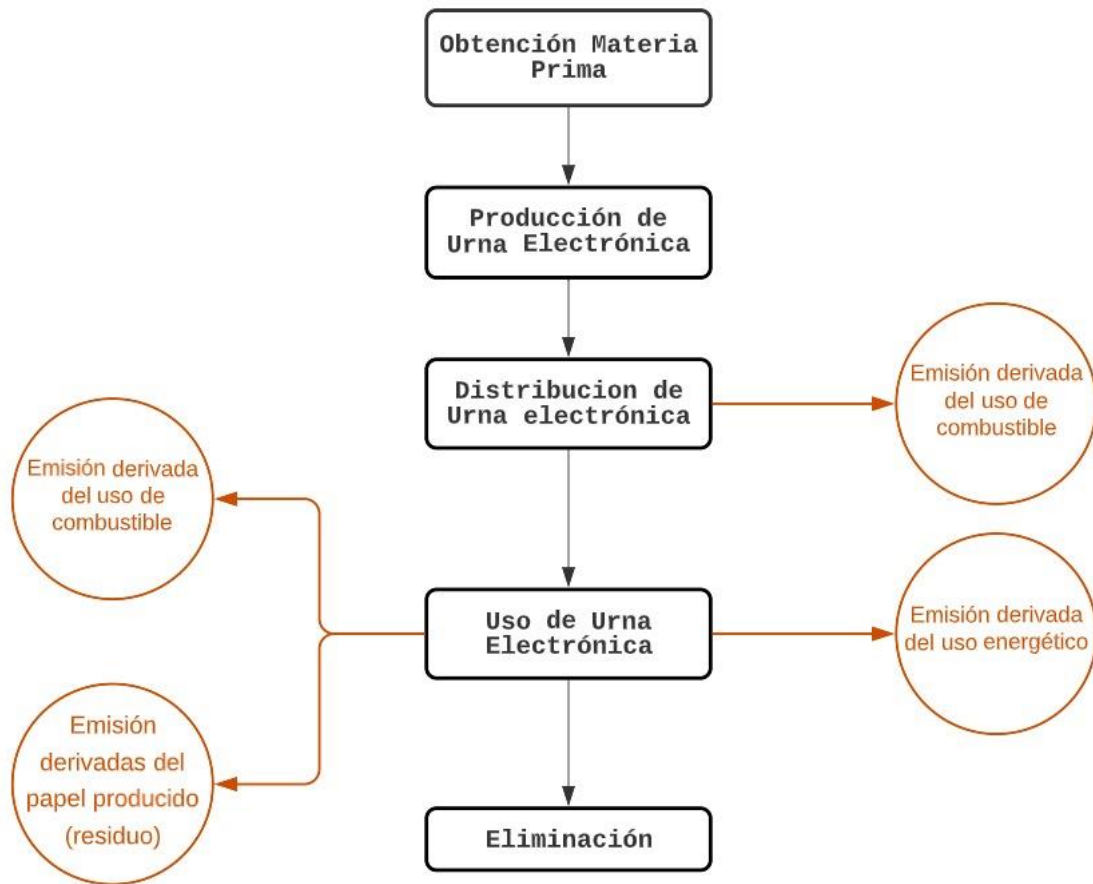 Obtención Materia
Prima
Producción de
Urna Electrónica
Distribucion de
Urna electrónica
Emisión derivada
del uso de
combustible
Emisión derivada
del uso de
combustible
Uso de Urna
Electrónica
Emisión derivada
del uso energético
Emisión
derivadas del
papel producido
(residuo)
Eliminación